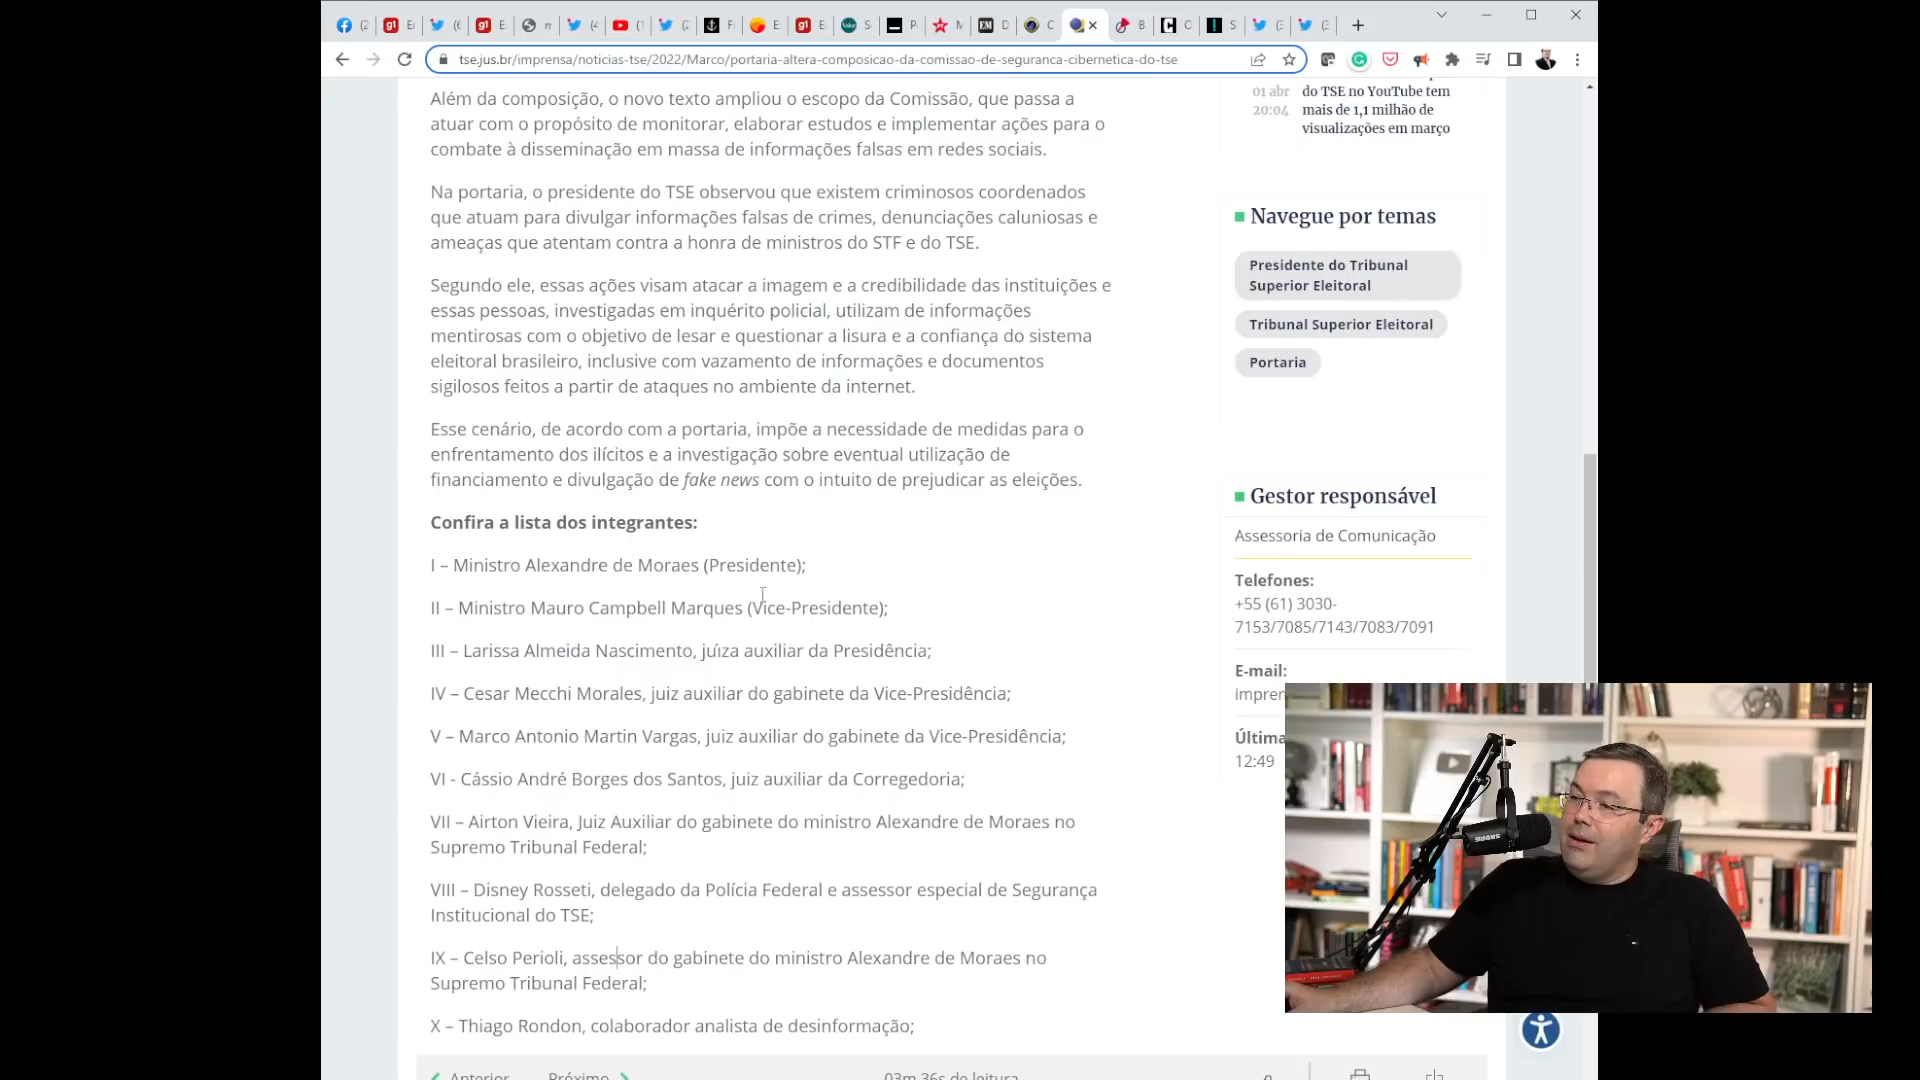 tse.jus.br/imprensa/noticias-tse/2022/Marco/portaria-altera-composicao-da-comissao-de-seguranca-cibernetica-do-tse
Além da composição, o novo texto ampliou o escopo da Comissão, que passa a
atuar com o propósito de monitorar, elaborar estudos e implementar ações para o
combate à disseminação em massa de informações falsas em redes sociais.
Na portaria, o presidente do TSE observou que existem criminosos coordenados
que atuam para divulgar informações falsas de crimes, denunciações caluniosas e
ameaças que atentam contra a honra de ministros do STF e do TSE.
Segundo ele, essas ações visam atacar a imagem e a credibilidade das instituições e
essas pessoas, investigadas em inquérito policial, utilizam de informações
mentirosas com o objetivo de lesar e questionar a lisura e a confiança do sistema
eleitoral brasileiro, inclusive com vazamento de informações e documentos
sigilosos feitos a partir de ataques no ambiente da internet.
Esse cenário, de acordo com a portaria, impõe a necessidade de medidas para o
enfrentamento dos ilícitos e a investigação sobre eventual utilização de
financiamento e divulgação de fake news com o intuito de prejudicar as eleições.
Confira a lista dos integrantes:
I – Ministro Alexandre de Moraes (Presidente);
II – Ministro Mauro Campbell Marques (Vice-Presidente);
III – Larissa Almeida Nascimento, juíza auxiliar da Presidência;
IV – Cesar Mecchi Morales, juiz auxiliar do gabinete da Vice-Presidência;
V – Marco Antonio Martin Vargas, juiz auxiliar do gabinete da Vice-Presidência;
VI - Cássio André Borges dos Santos, juiz auxiliar da Corregedoria;
VII – Airton Vieira, Juiz Auxiliar do gabinete do ministro Alexandre de Moraes no
Supremo Tribunal Federal;
VIII – Disney Rosseti, delegado da Polícia Federal e assessor especial de Segurança
Institucional do TSE;
IX – Celso Perioli, assessor do gabinete do ministro Alexandre de Moraes no
Supremo Tribunal Federal;
X – Thiago Rondon, colaborador analista de desinformação;
Anterior
Próximo
03m 36s de leitura
01 abr
20:04
do TSE no YouTube tem
mais de 1,1 milhão de
visualizações em março
Navegue por temas
Presidente do Tribunal
Superior Eleitoral
Tribunal Superior Eleitoral
Portaria
Gestor responsável
Assessoria de Comunicação
Telefones:
+55 (61) 3030-
7153/7085/7143/7083/7091
E-mail:
impren
Última
12:49
SHURE